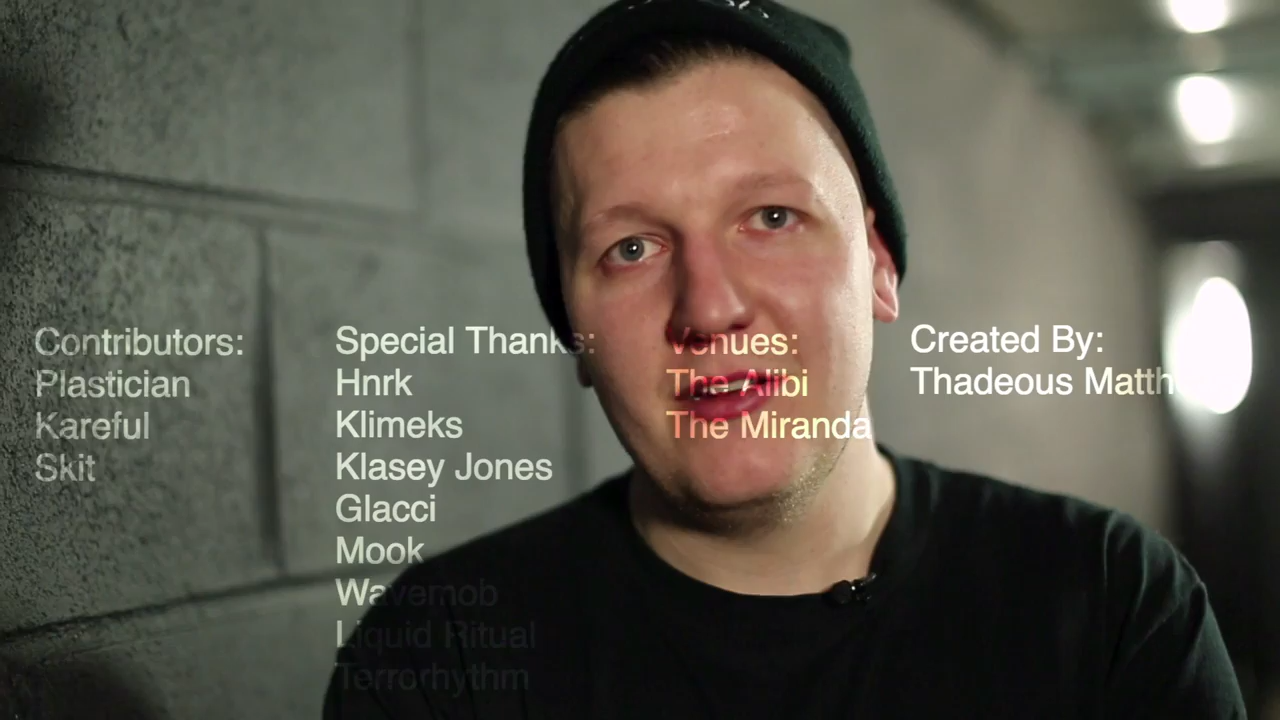 Contributors:
Plastician
Kareful
Skit
Special Thanks:
Hnrk
Klimeks
Klasey Jones
Glacci
Mook
Wavemob
Liquid Ritual
Terrorhythm
Venues:
The Alibi
The Miranda
Created By:
Thadeous